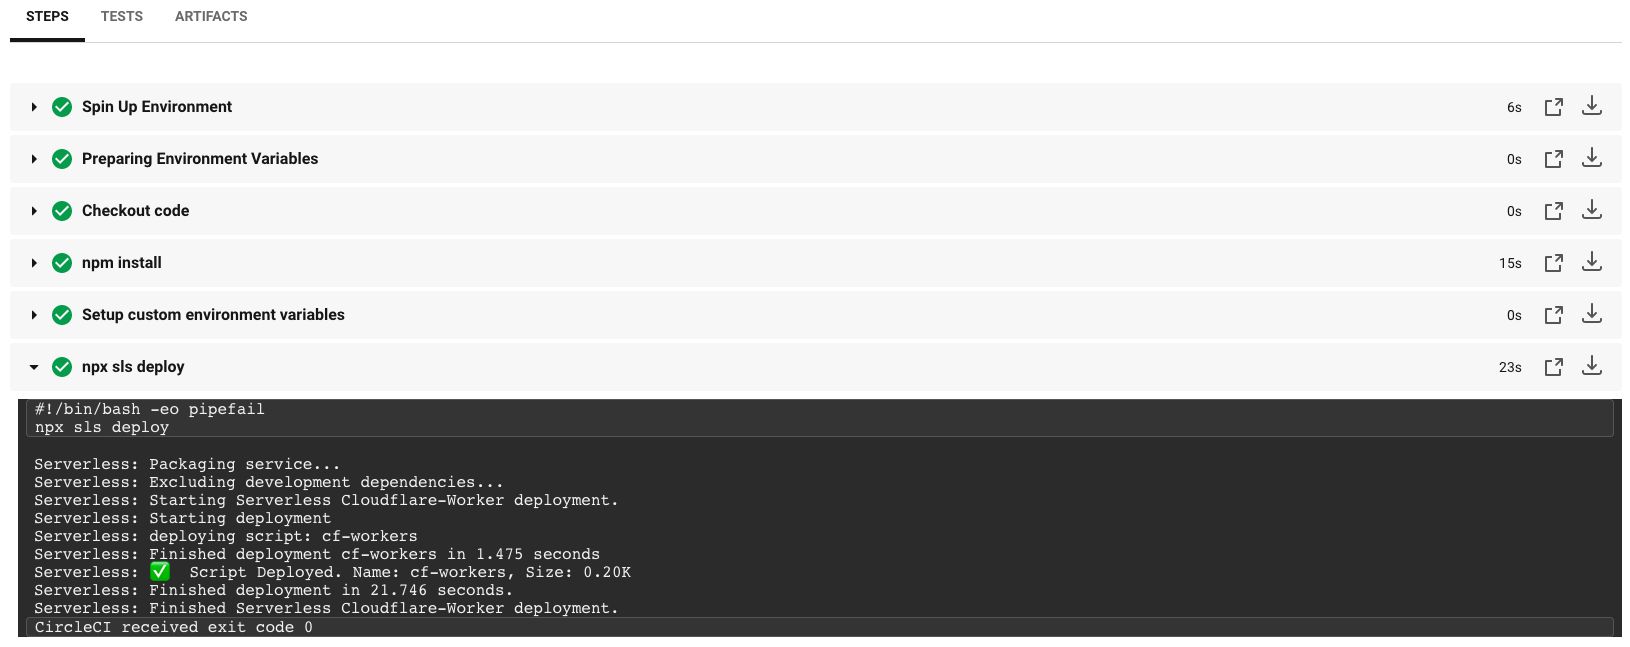 STEPS TESTS ARTIFACTS
Spin Up Environment 6s
Preparing Environment Variables 0s
Checkout code 0s
npm install 15s
Setup custom environment variables 0s
npx sls deploy 23s
#!/bin/bash -eo pipefail
npx sls deploy
Serverless: Packaging service...
Serverless: Excluding development dependencies...
Serverless: Starting Serverless Cloudflare-Worker deployment.
Serverless: Starting deployment
Serverless: deploying script: cf-workers
Serverless: Finished deployment cf-workers in 1.475 seconds
Serverless: ✅ Script Deployed. Name: cf-workers, Size: 0.20K
Serverless: Finished deployment in 21.746 seconds.
Serverless: Finished Serverless Cloudflare-Worker deployment.
CircleCI received exit code 0